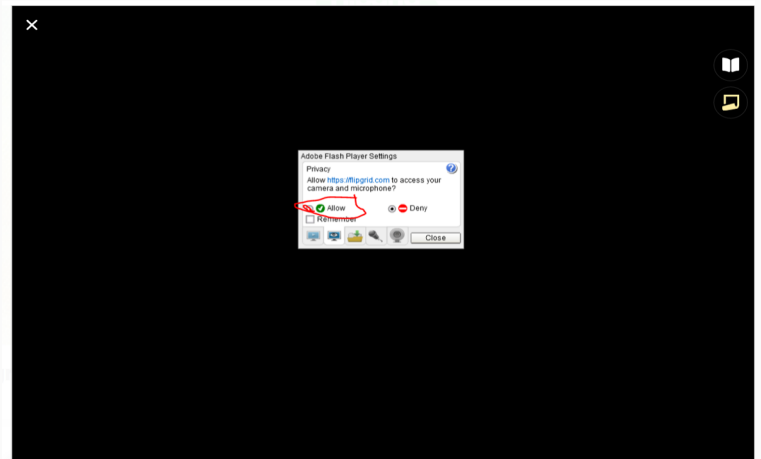 Adobe Flash Player Settings
Privacy
Allow https://flipgrid.com to access your
camera and microphone?
Allow
Deny
Remember
Close